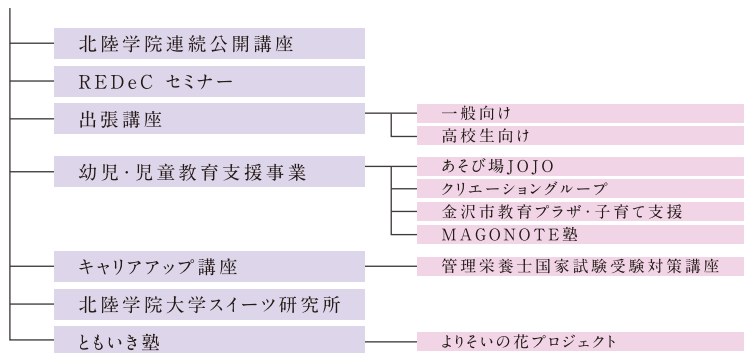 北陸学院連続公開講座
REDeC セミナー
出張講座
一般向け
高校生向け
幼児・児童教育支援事業
あそび場JOJO
クリエーショングループ
金沢市教育プラザ・子育て支援
MAGONOTE塾
キャリアアップ講座
管理栄養士国家試験受験対策講座
北陸学院大学スイーツ研究所
ともいき塾
よりそいの花プロジェクト